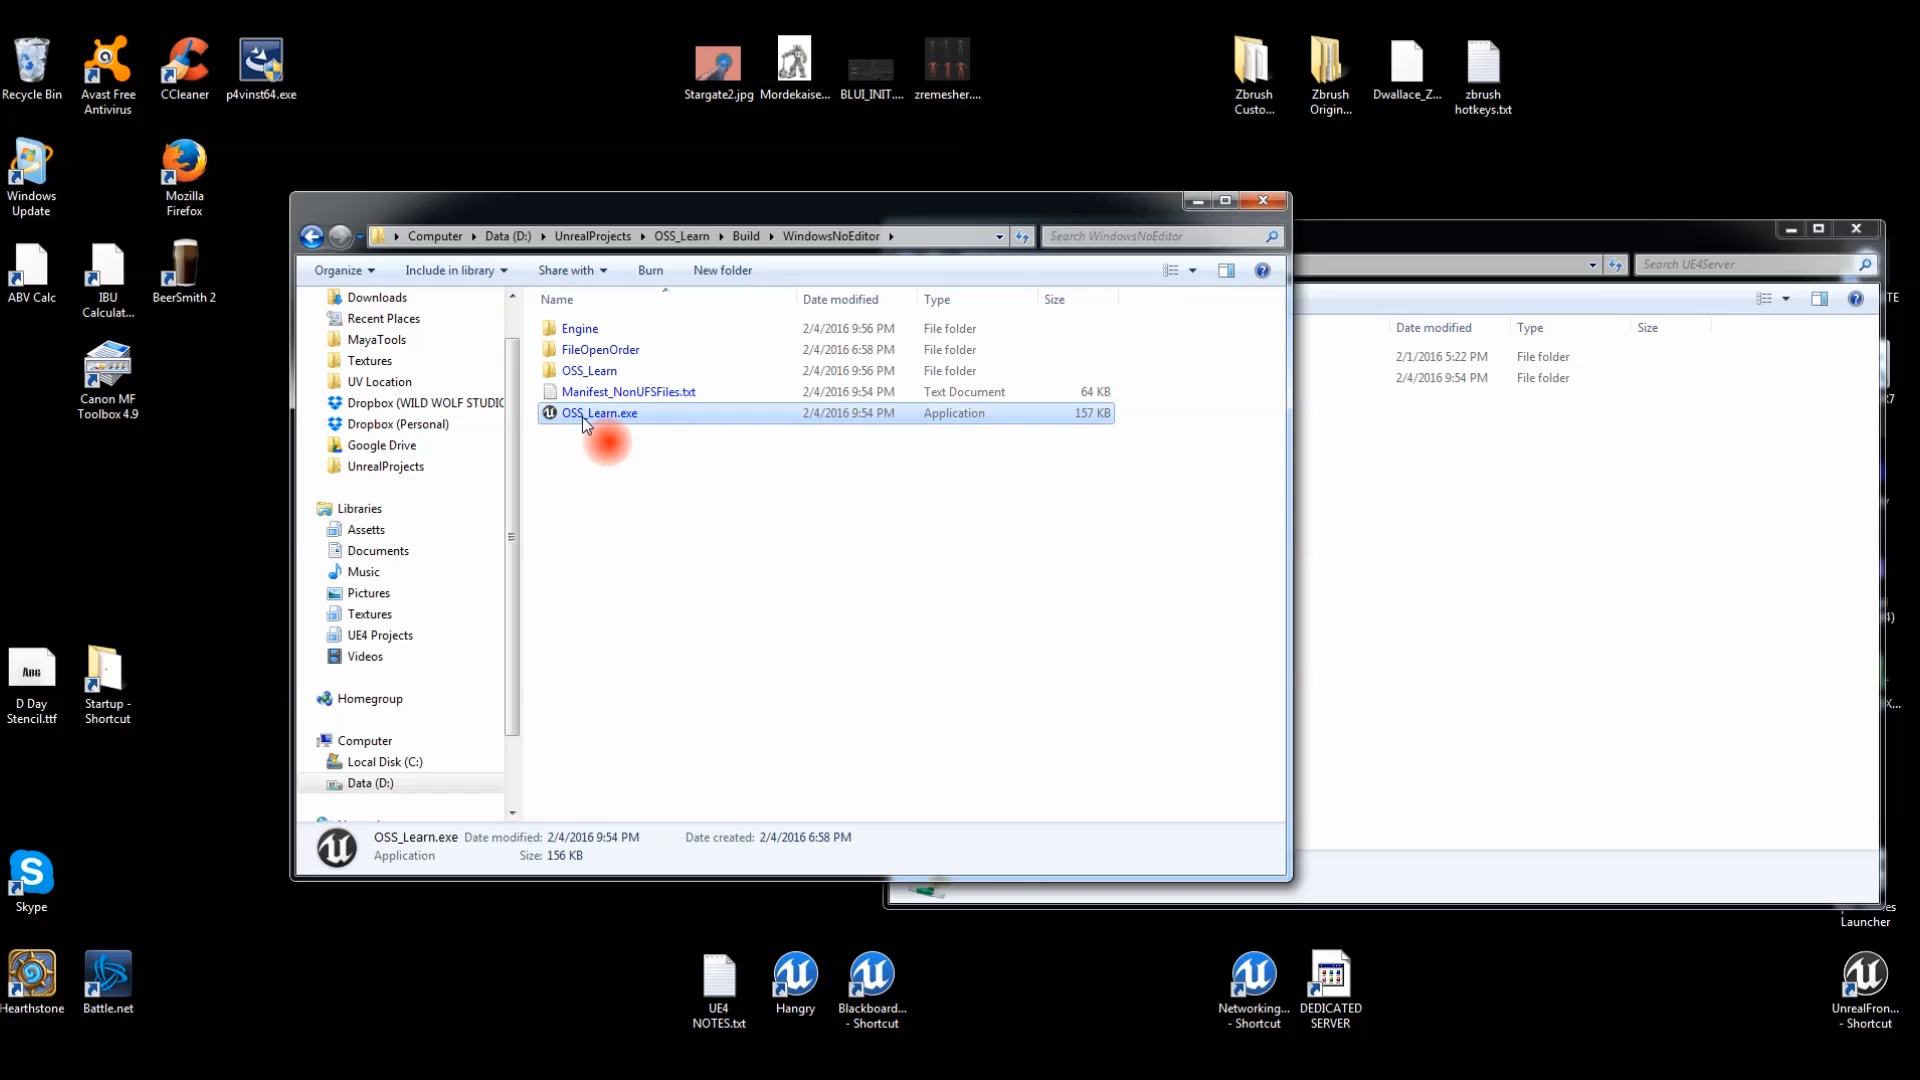 Recycle Bin
Avast Free
Antivirus
CCleaner
p4vinst64.exe
Stargate2.jpg
Mordekaise...
BLUI_INIT....
zremesher....
Zbrush
Custo...
Zbrush
Origin...
Dwallace_Z...
zbrush
hotkeys.txt
Windows
Update
Mozilla
Firefox
ABV Calc
IBU
Calculat...
BeerSmith 2
Canon MF
Toolbox 4.9
Abg
D Day
Stencil.ttf
Startup -
Shortcut
Skype
Hearthstone
Battle.net
Computer
Data (D:)
UnrealProjects
OSS_Learn
Build
WindowsNoEditor
Search WindowsNoEditor
Organize
Include in library
Share with
Burn
New folder
Downloads
Recent Places
MayaTools
Textures
UV Location
Dropbox (WILD WOLF STUDIO
Dropbox (Personal)
Google Drive
UnrealProjects
Libraries
Assetts
Documents
Music
Pictures
Textures
UE4 Projects
Videos
Homegroup
Computer
Local Disk (C:)
Data (D:)
Name Date modified Type Size
Engine 2/4/2016 9:56 PM File folder
FileOpenOrder 2/4/2016 6:58 PM File folder
OSS_Learn 2/4/2016 9:56 PM File folder
Manifest_NonUFSFiles.txt 2/4/2016 9:54 PM Text Document 64 KB
OSS_Learn.exe 2/4/2016 9:54 PM Application 157 KB
OSS_Learn.exe Date modified: 2/4/2016 9:54 PM Date created: 2/4/2016 6:58 PM
Application Size: 156 KB
Search UE4Server
Date modified Type Size
2/1/2016 5:22 PM File folder
2/4/2016 9:54 PM File folder
TE
Launcher
UE4
NOTES.txt
Hangry
Blackboard...
- Shortcut
Networking...
- Shortcut
DEDICATED
SERVER
UnrealFron...
- Shortcut